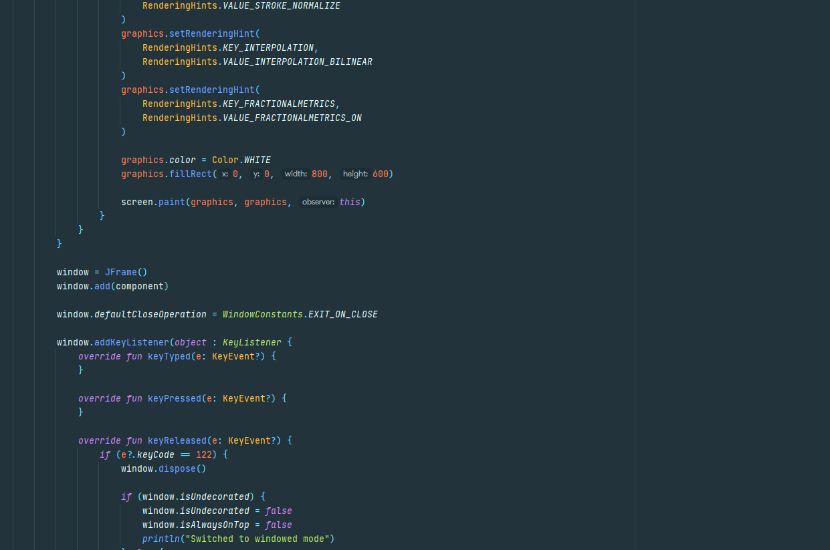 RenderingHints.VALUE_STROKE_NORMALIZE
)
graphics.setRenderingHint(
RenderingHints.KEY_INTERPOLATION,
RenderingHints.VALUE_INTERPOLATION_BILINEAR
)
graphics.setRenderingHint(
RenderingHints.KEY_FRACTIONALMETRICS,
RenderingHints.VALUE_FRACTIONALMETRICS_ON
)
graphics.color = Color.WHITE
graphics.fillRect( x: 0, y: 0, width: 800, height: 600)
screen.paint(graphics, graphics, observer: this)
}
}
}
window = JFrame()
window.add(component)
window.defaultCloseOperation = WindowConstants.EXIT_ON_CLOSE
window.addKeyListener(object : KeyListener {
override fun keyTyped(e: KeyEvent?) {
}
override fun keyPressed(e: KeyEvent?) {
}
override fun keyReleased(e: KeyEvent?) {
if (e?.keyCode == 122) {
window.dispose()
if (window.isUndecorated) {
window.isUndecorated = false
window.isAlwaysOnTop = false
println("Switched to windowed mode")